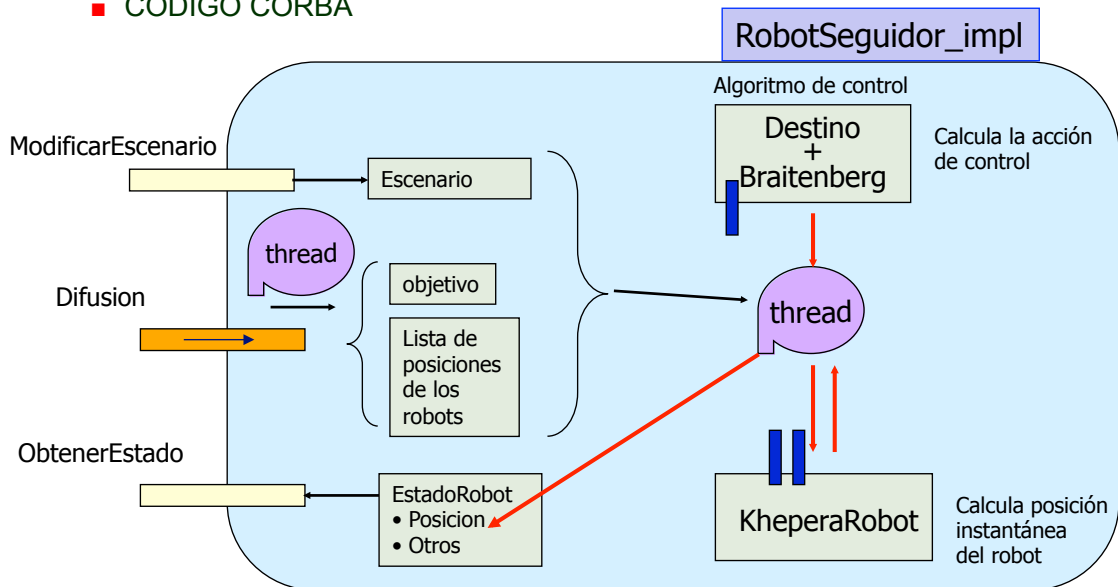 CODIGO CORBA
RobotSeguidor_impl
Algoritmo de control
Destino
+
Braitenberg
Calcula la acción
de control
ModificarEscenario
Escenario
thread
Difusion
objetivo
Lista de
posiciones
de los
robots
thread
ObtenerEstado
EstadoRobot
• Posicion
• Otros
KheperaRobot
Calcula posición
instantánea
del robot